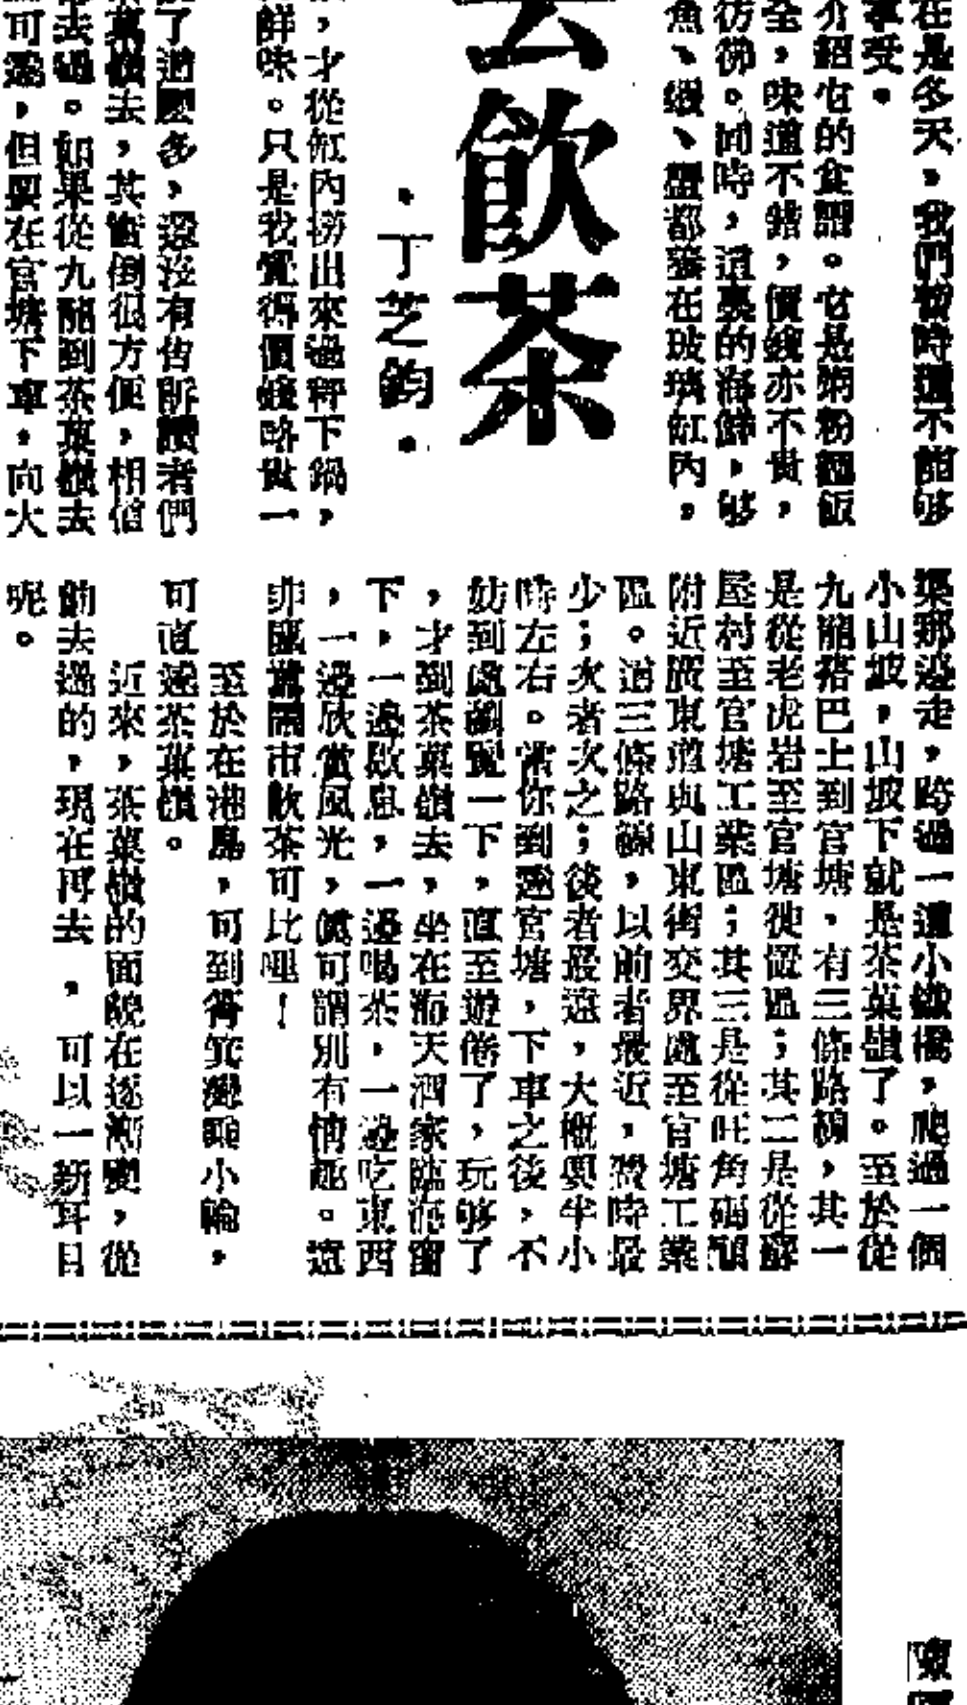 在是冬天，我們暫時還不能够
享受。
介紹它的食譜。它是粥粉麵飯
全，味道不錯，價錢亦不貴，
彷彿。同時，這裏的海鮮，够
魚、蝦、蟹都養在玻璃缸內，
去飲茶
·丁芝鈞·
，才從缸內撈出來過秤下鍋，
鮮味。只是我覺得價錢略貴一
了這麼多，還沒有告訴讀者們
菓嶺去，其實倒很方便，相信
去過。如果從九龍到茶菓嶺去
可達，但要在官塘下車，向大
渠那邊走，跨過一道小鐵橋，爬過一個
小山坡，山坡下就是茶菓嶺了。至於從
九龍搭巴士到官塘，有三條路線，其一
是從老虎岩至官塘徙置區；其二是從蘇
屋村至官塘工業區；其三是從旺角碼頭
附近廣東道與山東街交界處至官塘工業
區。這三條路線，以前者最近，費時最
少；次者次之；後者最遠，大概要半小
時左右。當你到達官塘，下車之後，不
妨到處瀏覽一下，直至遊倦了，玩够了
，才到茶菓嶺去，坐在海天酒家臨海窗
下，一邊歇息，一邊喝茶，一邊吃東西
，一邊欣賞風光，眞可謂別有情趣。這
非隨當鬧市飲茶可比哩！
至於在港島，可到筲箕灣乘小輪，
可直達茶菓嶺。
近來，茶菓嶺的面貌在逐漸變，從
前去過的，現在再去，可以一新耳目
呢。
陳